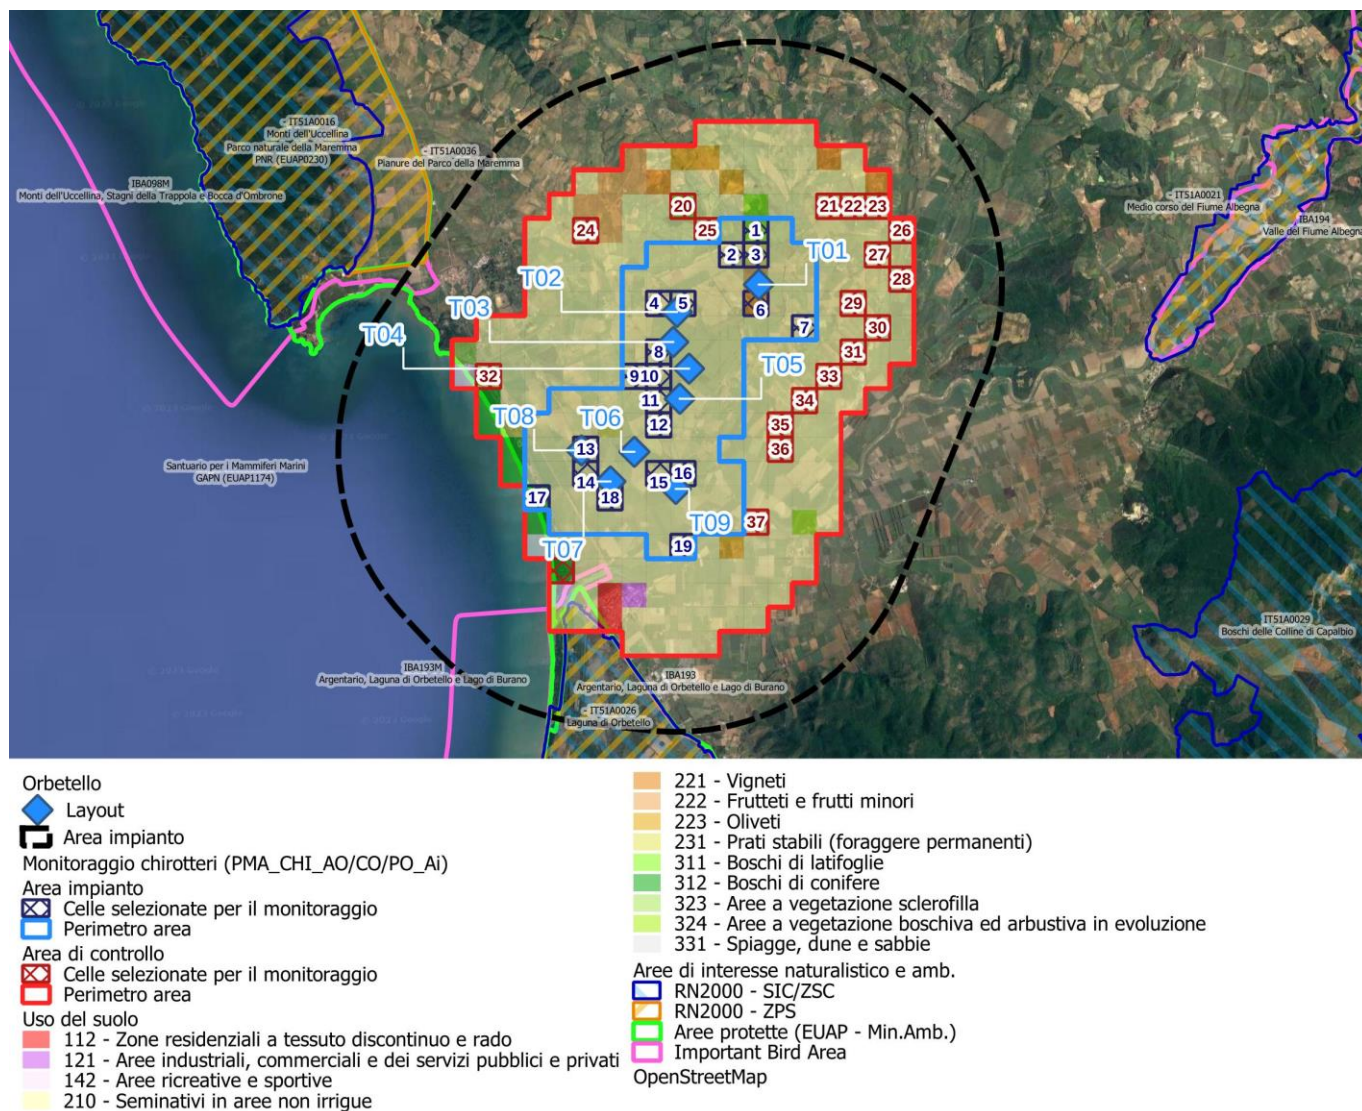 - IT51A0016
Monti dell'Uccellina
Parco naturale della Maremma
PNR (EUAP0230)
- IT51A0036
Pianure del Parco della Maremma
IBA098M
Monti dell'Uccellina, Stagni della Trappola e Bocca d'Ombrone
- IT51A0021
Medio corso del Fiume Albegna
IBA194
Valle del Fiume Albegna
20
21 22 23
24
25
1
26
2 3
T01
27
28
T02
4 5
6
29
T03
7
30
T04
8
31
T05
32
9 10
33
11
34
T08
T06
12
35
13
36
Santuario per i Mammiferi Marini
GAPN (EUAP1174)
14
15
16
17
18
T09
37
T07
19
IT51A0029
Boschi delle Colline di Capalbio
IBA193M
Argentario, Laguna di Orbetello e Lago di Burano
IBA193
Argentario, Laguna di Orbetello e Lago di Burano
- IT51A0026
Laguna di Orbetello
Orbetello
Layout
Area impianto
Monitoraggio chirotteri (PMA_CHI_AO/CO/PO_Ai)
Area impianto
Celle selezionate per il monitoraggio
Perimetro area
Area di controllo
Celle selezionate per il monitoraggio
Perimetro area
Uso del suolo
112 - Zone residenziali a tessuto discontinuo e rado
121 - Aree industriali, commerciali e dei servizi pubblici e privati
142 - Aree ricreative e sportive
210 - Seminativi in aree non irrigue
221 - Vigneti
222 - Frutteti e frutti minori
223 - Oliveti
231 - Prati stabili (foraggere permanenti)
311 - Boschi di latifoglie
312 - Boschi di conifere
323 - Aree a vegetazione sclerofilla
324 - Aree a vegetazione boschiva ed arbustiva in evoluzione
331 - Spiagge, dune e sabbie
Aree di interesse naturalistico e amb.
RN2000 - SIC/ZSC
RN2000 - ZPS
Aree protette (EUAP - Min.Amb.)
Important Bird Area
OpenStreetMap